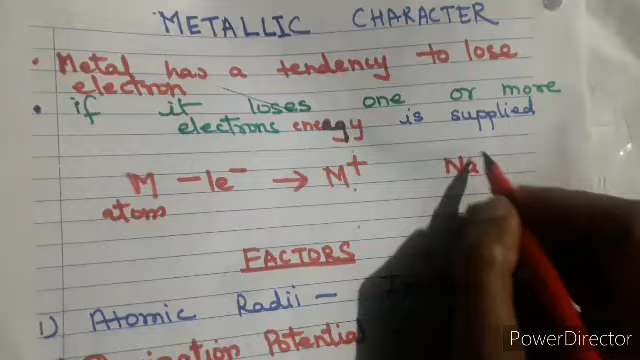 METALLIC CHARACTER
• Metal has a tendency to lose
electron
• if it loses one or more
electrons energy is supplied
M – 1e⁻ → M⁺ Na
atom
FACTORS
1) Atomic Radii –
Potential
PowerDirector